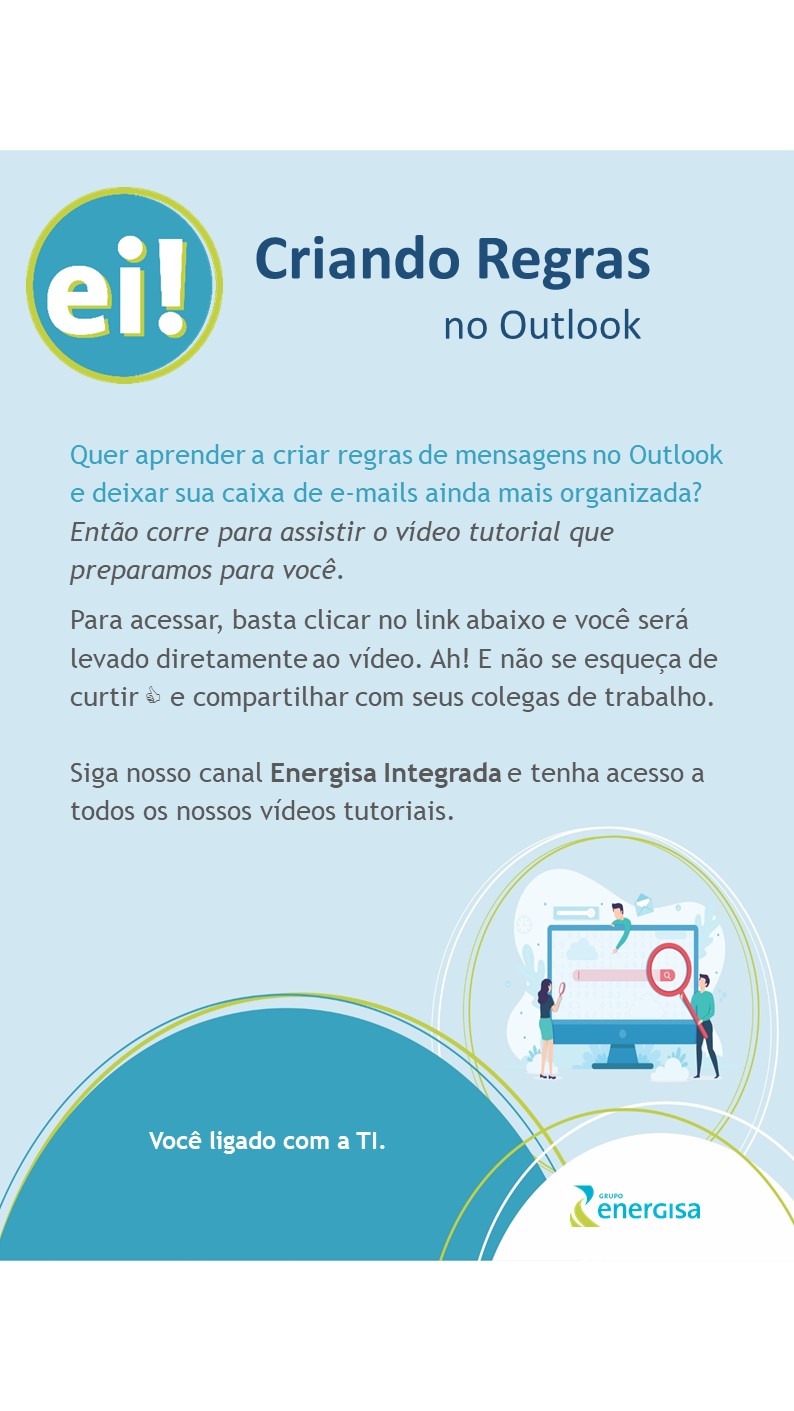 ei!
Criando Regras
no Outlook
Quer aprender a criar regras de mensagens no Outlook
e deixar sua caixa de e-mails ainda mais organizada?
Então corre para assistir o vídeo tutorial que
preparamos para você.
Para acessar, basta clicar no link abaixo e você será
levado diretamente ao vídeo. Ah! E não se esqueça de
curtir 👍 e compartilhar com seus colegas de trabalho.
Siga nosso canal Energisa Integrada e tenha acesso a
todos os nossos vídeos tutoriais.
Você ligado com a TI.
GRUPO
energisa